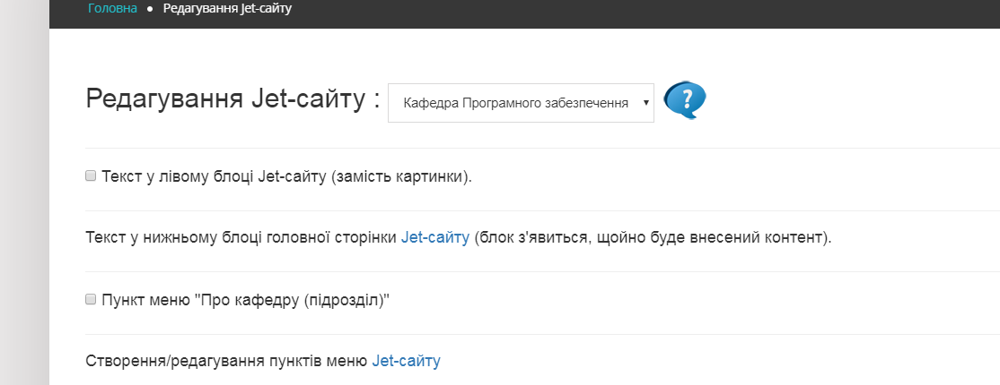 Головна ● Редагування Jet-сайту
Редагування Jet-сайту : Кафедра Програмного забезпечення ?
Текст у лівому блоці Jet-сайту (замість картинки).
Текст у нижньому блоці головної сторінки Jet-сайту (блок з'явиться, щойно буде внесений контент).
Пункт меню "Про кафедру (підрозділ)"
Створення/редагування пунктів меню Jet-сайту